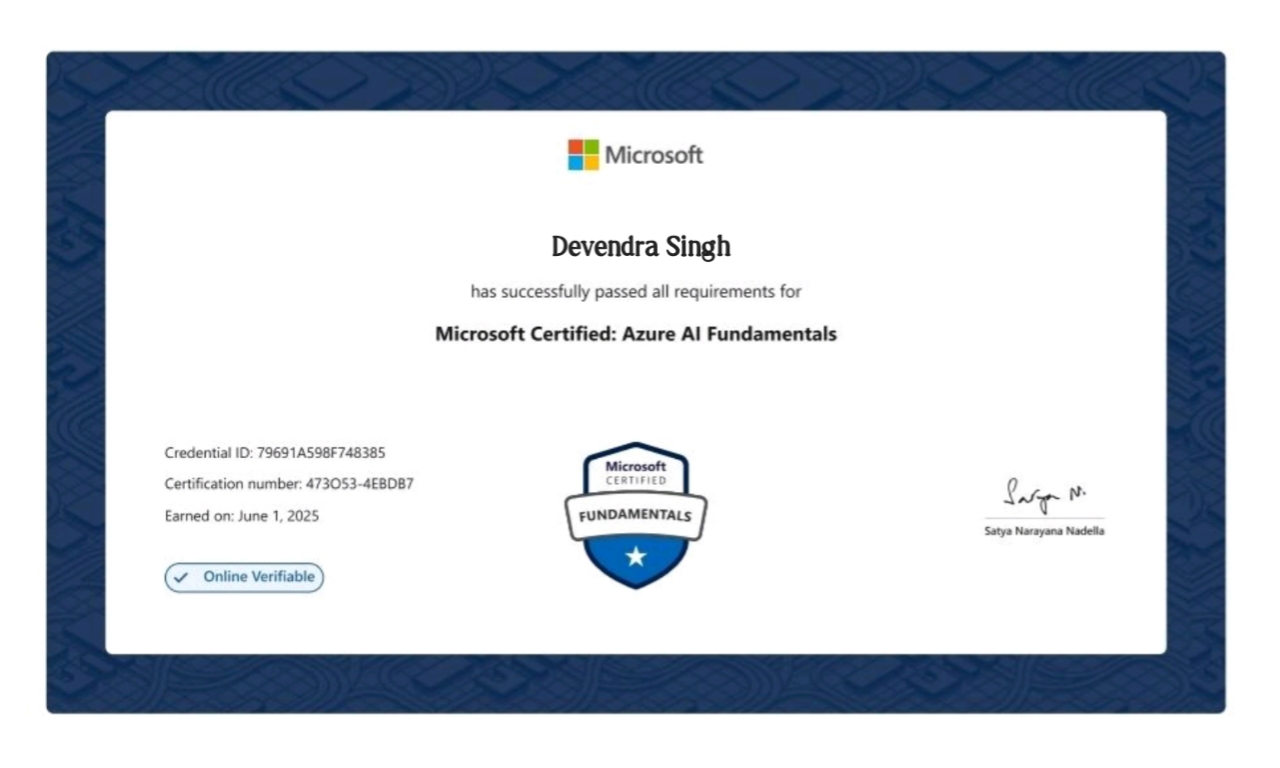 Microsoft
Devendra Singh
has successfully passed all requirements for
Microsoft Certified: Azure AI Fundamentals
Credential ID: 79691A598F748385
Certification number: 473O53-4EBDB7
Earned on: June 1, 2025
Online Verifiable
Microsoft
CERTIFIED
FUNDAMENTALS
Satya N.
Satya Narayana Nadella